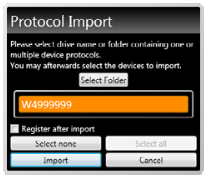 Protocol Import
Please select drive name or folder containing one or
multiple device protocols.
You may afterwards select the devices to import.
Select Folder
W4999999
Register after import
Select none
Select all
Import
Cancel